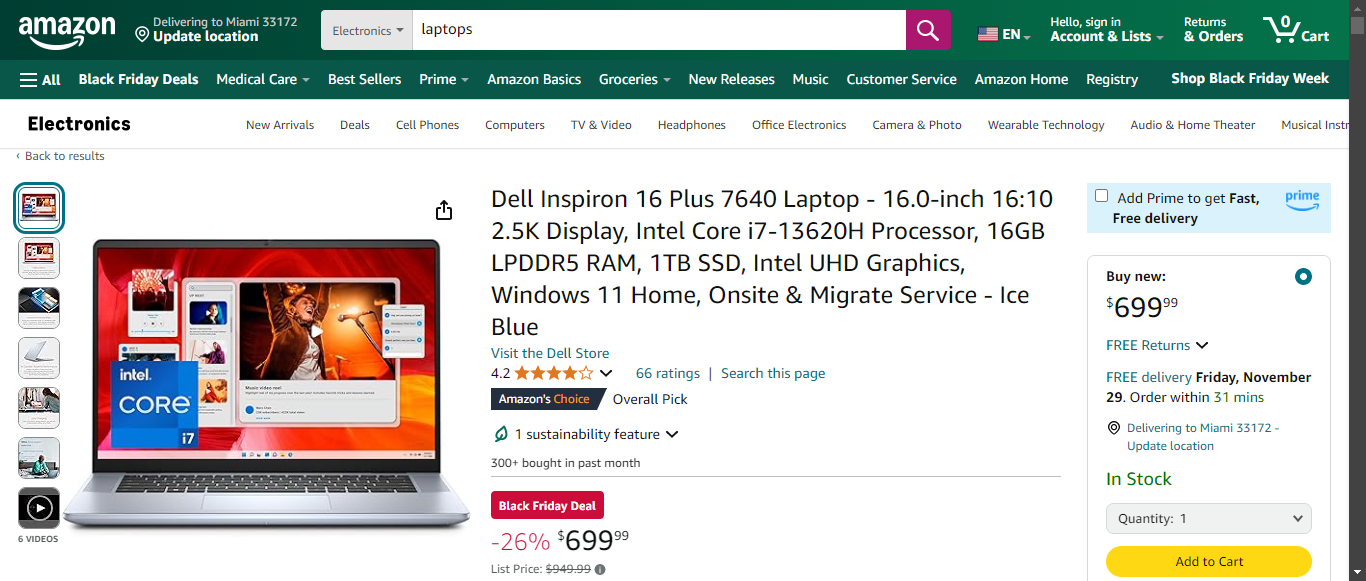 amazon
Delivering to Miami 33172
Update location
Electronics
laptops
EN
Hello, sign in
Account & Lists
Returns
& Orders
0
Cart
All
Black Friday Deals
Medical Care
Best Sellers
Prime
Amazon Basics
Groceries
New Releases
Music
Customer Service
Amazon Home
Registry
Shop Black Friday Week
Electronics
New Arrivals
Deals
Cell Phones
Computers
TV & Video
Headphones
Office Electronics
Camera & Photo
Wearable Technology
Audio & Home Theater
Musical Instr
‹ Back to results
6 VIDEOS
intel.
CORE
i7
Dell Inspiron 16 Plus 7640 Laptop - 16.0-inch 16:10
2.5K Display, Intel Core i7-13620H Processor, 16GB
LPDDR5 RAM, 1TB SSD, Intel UHD Graphics,
Windows 11 Home, Onsite & Migrate Service - Ice
Blue
Visit the Dell Store
4.2
66 ratings | Search this page
Amazon's Choice
Overall Pick
1 sustainability feature
300+ bought in past month
Black Friday Deal
-26% $69999
List Price: $949.99
Add Prime to get Fast,
Free delivery
prime
Buy new:
$69999
FREE Returns
FREE delivery Friday, November
29. Order within 31 mins
Delivering to Miami 33172 -
Update location
In Stock
Quantity: 1
Add to Cart